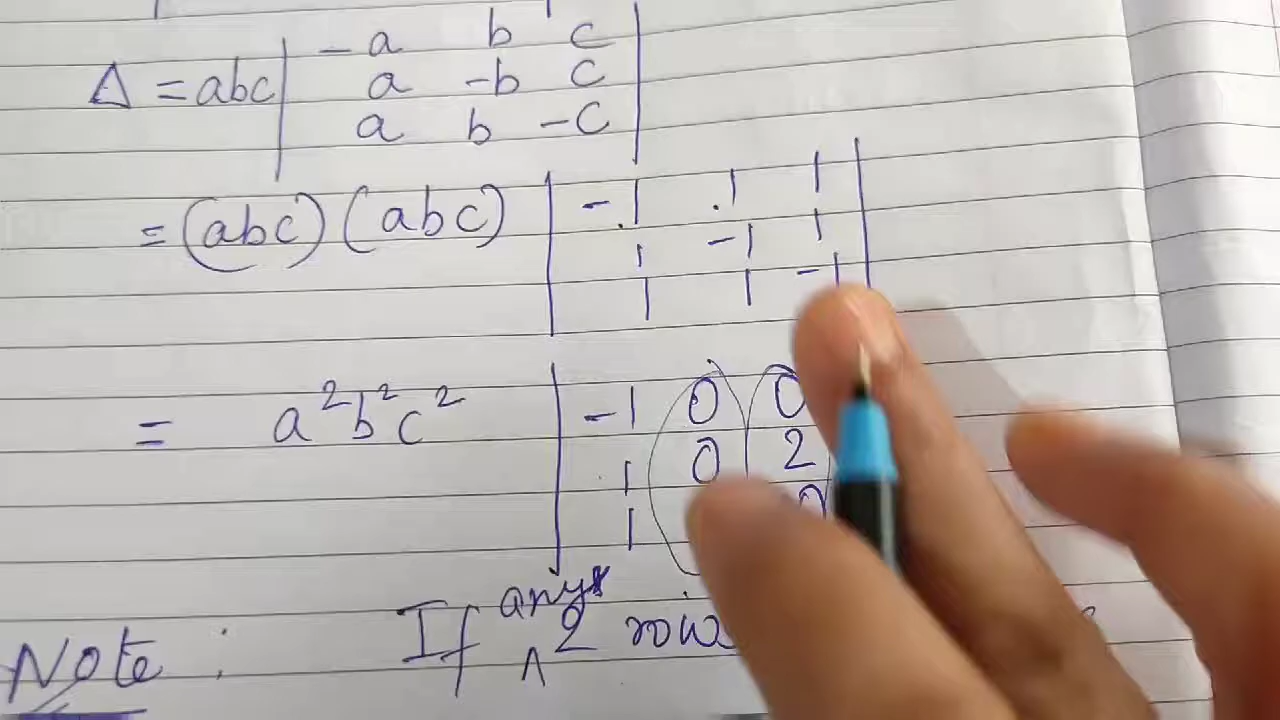 -a b c
Δ = abc a -b c
a b -c
-1 1 1
= (abc) (abc) 1 -1 1
1 1 -1
-1 0 0
= a²b²c² 1 0 2
1 0
any
Note : If ^ 2 row